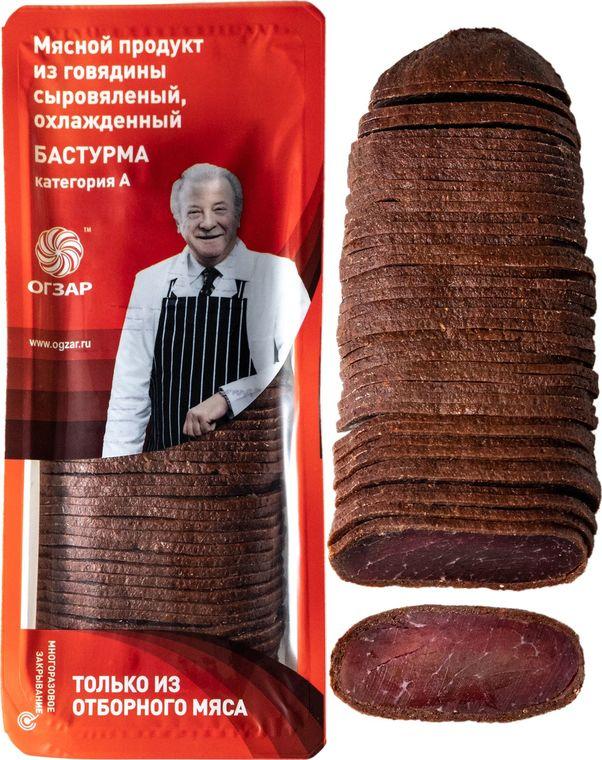 Мясной продукт
из говядины
сыровяленый,
охлажденный
БАСТУРМА
категория А
TM
ОГЗАР
www.ogzar.ru
МНОГОРАЗОВОЕ
ЗАКРЫВАНИЕ
ТОЛЬКО ИЗ
ОТБОРНОГО МЯСА